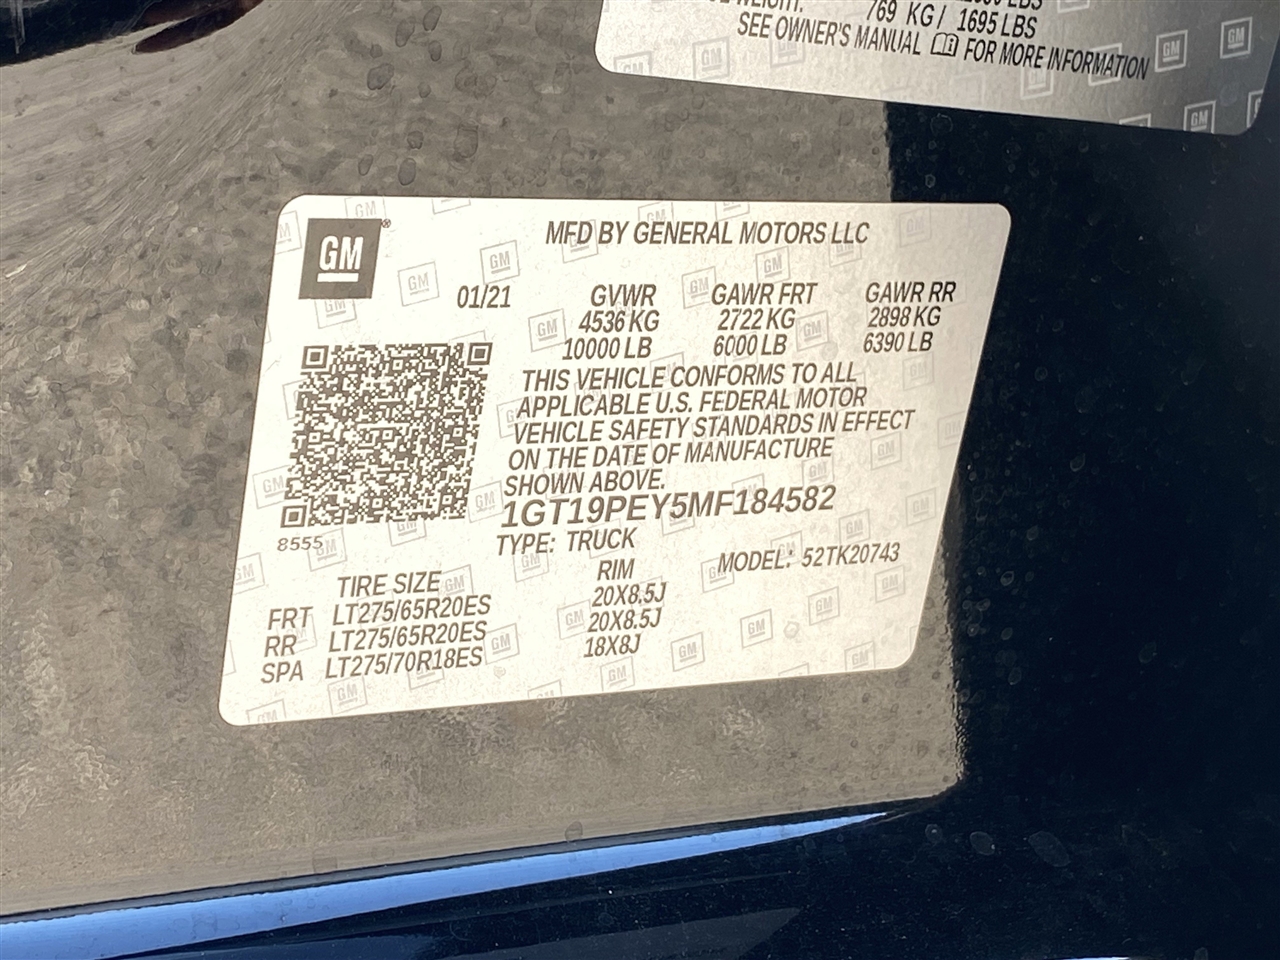 769 KG / 1695 LBS
SEE OWNER'S MANUAL FOR MORE INFORMATION
GM
MFD BY GENERAL MOTORS LLC
01/21 GVWR GAWR FRT GAWR RR
4536 KG 2722 KG 2898 KG
10000 LB 6000 LB 6390 LB
THIS VEHICLE CONFORMS TO ALL
APPLICABLE U.S. FEDERAL MOTOR
VEHICLE SAFETY STANDARDS IN EFFECT
ON THE DATE OF MANUFACTURE
SHOWN ABOVE.
1GT19PEY5MF184582
8555
TYPE: TRUCK MODEL: 52TK20743
TIRE SIZE RIM
FRT LT275/65R20ES 20X8.5J
RR LT275/65R20ES 20X8.5J
SPA LT275/70R18ES 18X8J